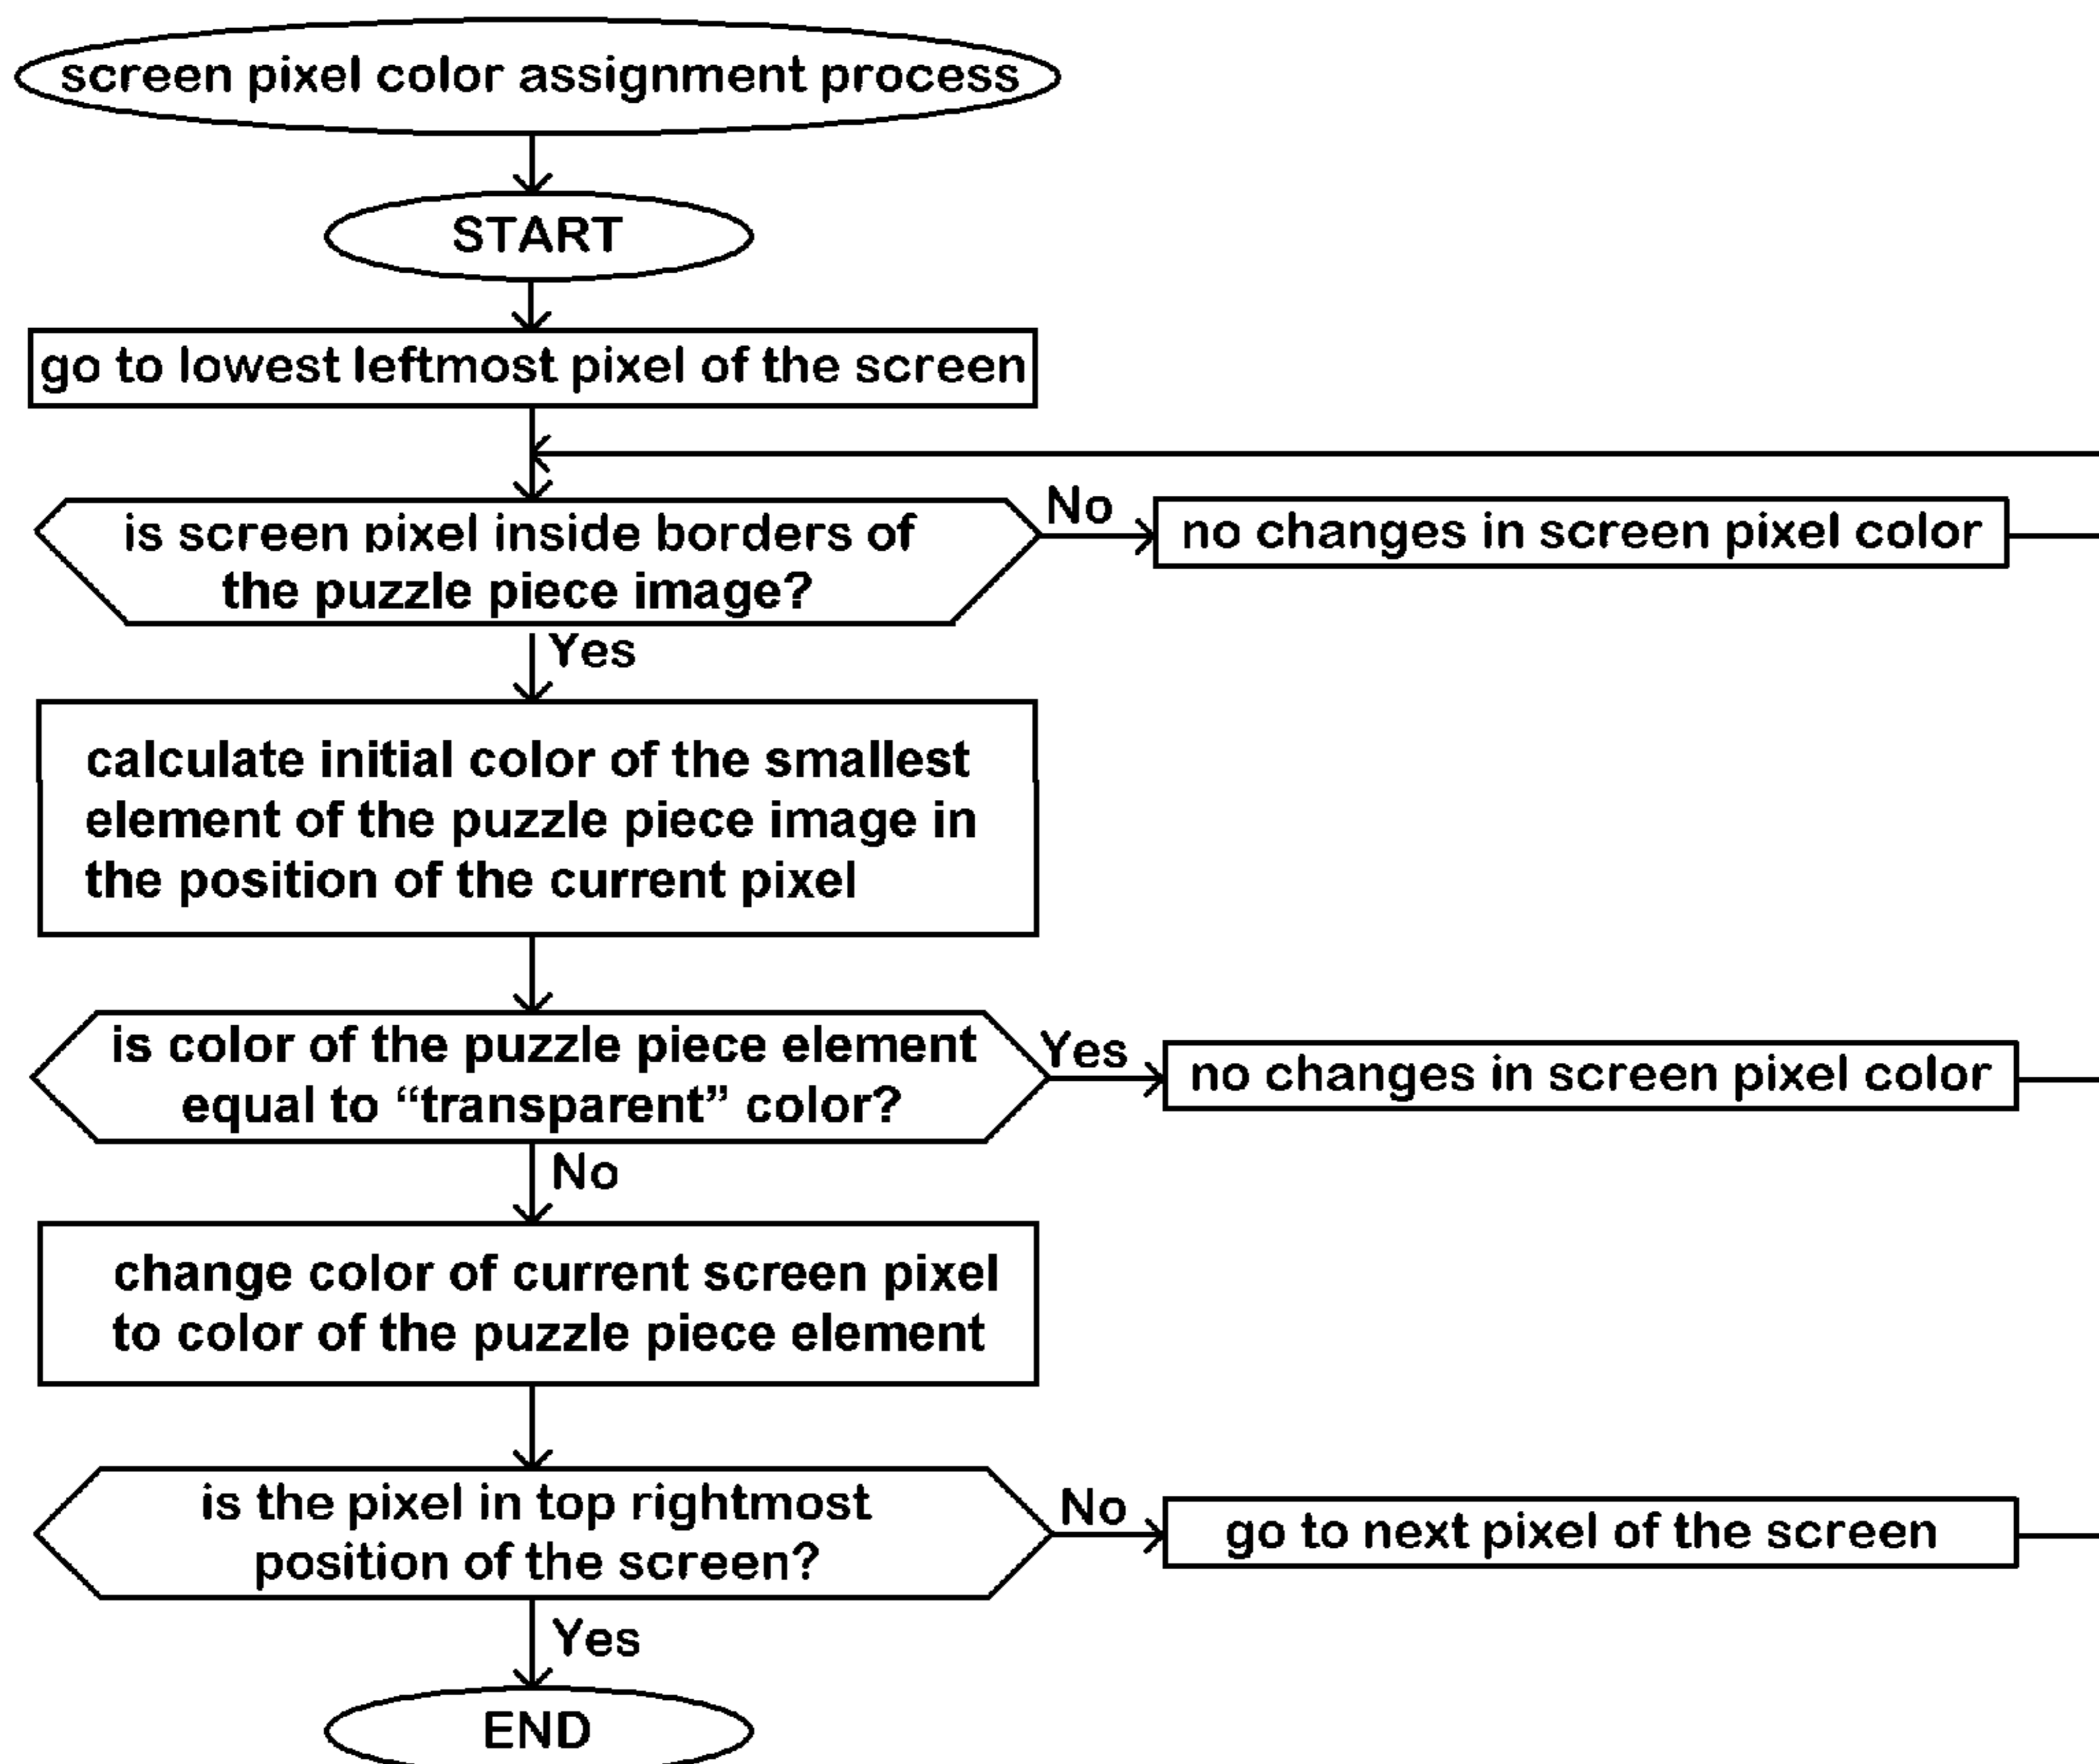 screen pixel color assignment process
START
go to lowest leftmost pixel of the screen
is screen pixel inside borders of
the puzzle piece image?
No
no changes in screen pixel color
Yes
calculate initial color of the smallest
element of the puzzle piece image in
the position of the current pixel
is color of the puzzle piece element
equal to “transparent” color?
Yes
no changes in screen pixel color
No
change color of current screen pixel
to color of the puzzle piece element
is the pixel in top rightmost
position of the screen?
No
go to next pixel of the screen
Yes
END